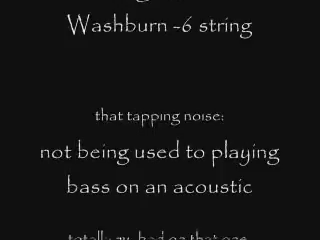 Washburn -6 string
that tapping noise:
not being used to playing
bass on an acoustic